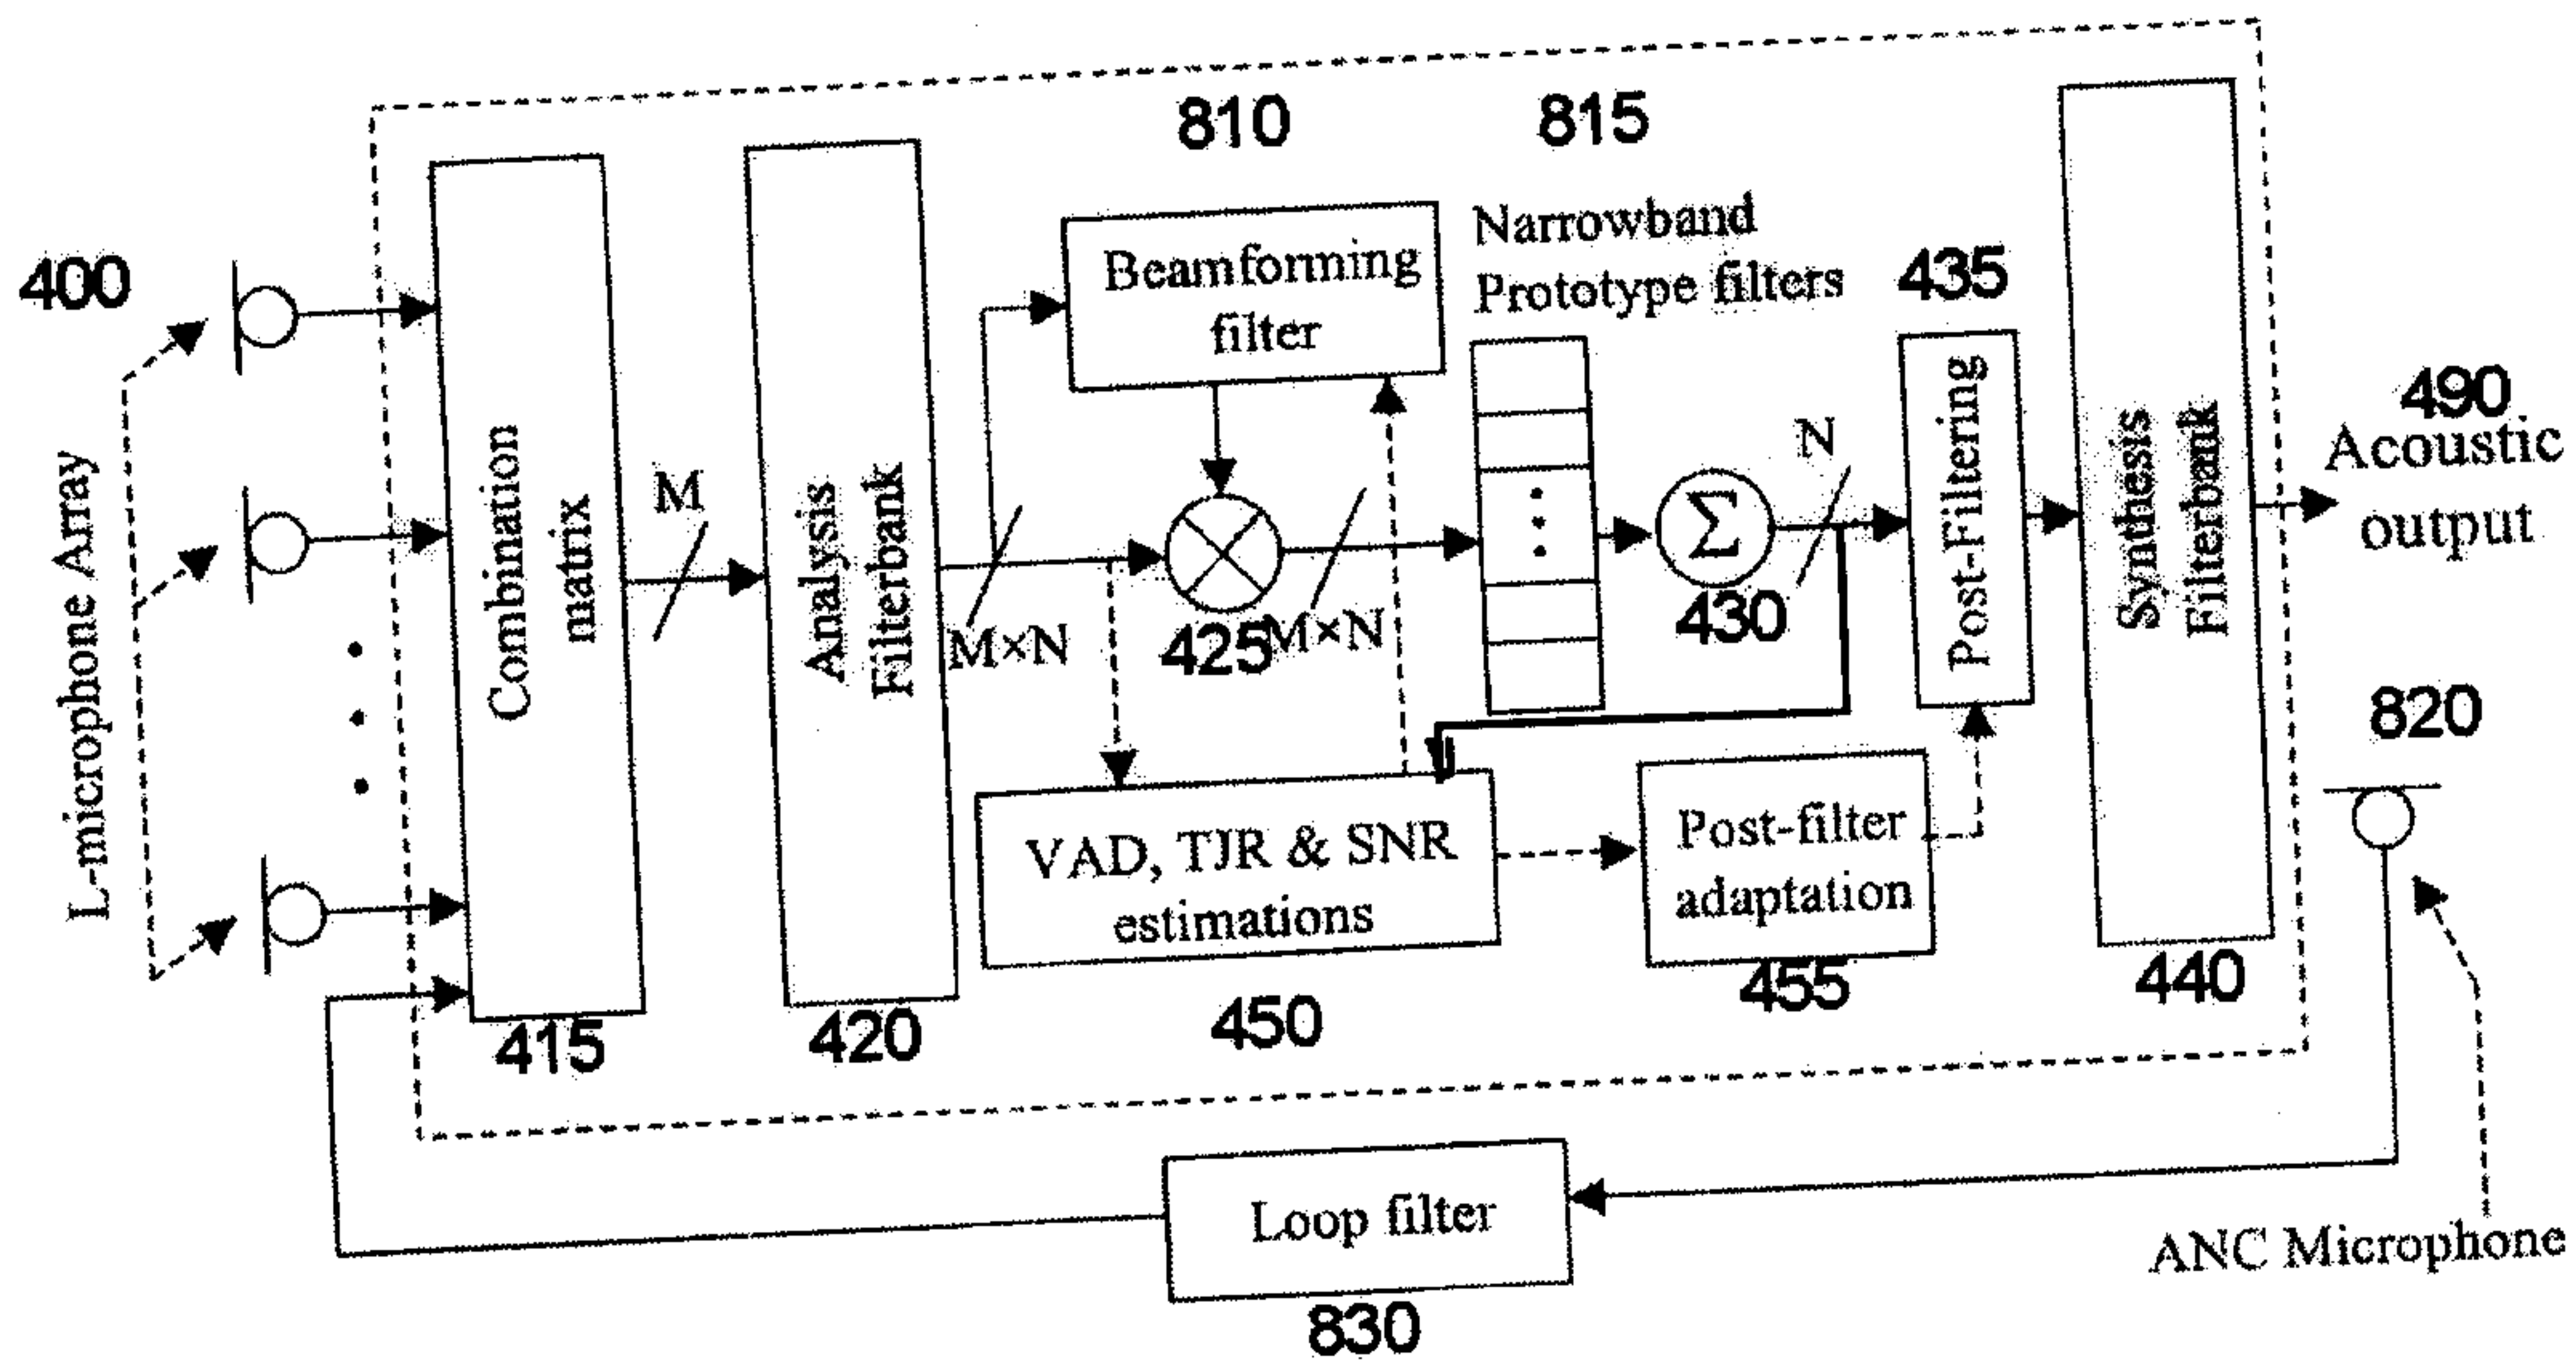 810
815
400
Beamforming
filter
Narrowband
Prototype filters
435
L-microphone Array
Combination
matrix
415
M
Analysis
Filterbank
420
M×N
425
M×N
Σ
430
N
Post-Filtering
Synthesis
Filterbank
440
490
Acoustic
output
820
VAD, TJR & SNR
estimations
450
Post-filter
adaptation
455
Loop filter
830
ANC Microphone